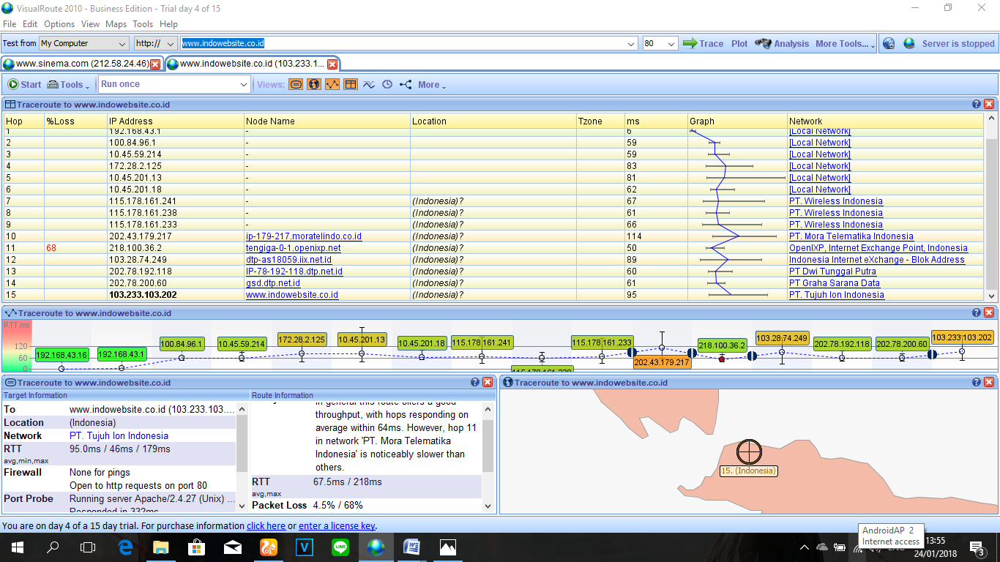 VisualRoute 2010 - Business Edition - Trial day 4 of 15
File Edit Options View Maps Tools Help
Test from My Computer http:// www.indowebsite.co.id 80 Trace Plot Analysis More Tools... Server is stopped
www.sinema.com (212.58.24.46) www.indowebsite.co.id (103.233.1...
Start Tools Run once Views: More
Traceroute to www.indowebsite.co.id
Hop %Loss IP Address Node Name Location Tzone ms Graph Network
1 192.168.43.1 - 6 [Local Network]
2 100.84.96.1 - 59 [Local Network]
3 10.45.59.214 - 59 [Local Network]
4 172.28.2.125 - 83 [Local Network]
5 10.45.201.13 - 81 [Local Network]
6 10.45.201.18 - 62 [Local Network]
7 115.178.161.241 - (Indonesia)? 67 PT. Wireless Indonesia
8 115.178.161.238 - (Indonesia)? 61 PT. Wireless Indonesia
9 115.178.161.233 - (Indonesia)? 66 PT. Wireless Indonesia
10 202.43.179.217 ip-179-217.moratelindo.co.id (Indonesia)? 114 PT. Mora Telematika Indonesia
11 68 218.100.36.2 tengiga-0-1.openixp.net (Indonesia)? 50 OpenIXP, Internet Exchange Point, Indonesia
12 103.28.74.249 dtp-as18059.iix.net.id (Indonesia)? 89 Indonesia Internet eXchange - Blok Address
13 202.78.192.118 IP-78-192-118.dtp.net.id (Indonesia)? 60 PT Dwi Tunggal Putra
14 202.78.200.60 gsd.dtp.net.id (Indonesia)? 61 PT Graha Sarana Data
15 103.233.103.202 www.indowebsite.co.id (Indonesia)? 95 PT. Tujuh Ion Indonesia
Traceroute to www.indowebsite.co.id
RTT ms
120
60
0
192.168.43.16 192.168.43.1 100.84.96.1 10.45.59.214 172.28.2.125 10.45.201.13 10.45.201.18 115.178.161.241 115.178.161.238 115.178.161.233 202.43.179.217 218.100.36.2 103.28.74.249 202.78.192.118 202.78.200.60 103.233.103.202
Traceroute to www.indowebsite.co.id
Target Information
To www.indowebsite.co.id (103.233.103....
Location (Indonesia)
Network PT. Tujuh Ion Indonesia
RTT 95.0ms / 46ms / 179ms
avg,min,max
Firewall None for pings
Open to http requests on port 80
Port Probe Running server Apache/2.4.27 (Unix) ...
Responded in 332ms
Route Information
In general this route offers a good
throughput, with hops responding on
average within 64ms. However, hop 11
in network 'PT. Mora Telematika
Indonesia' is noticeably slower than
others.
RTT 67.5ms / 218ms
avg,max
Packet Loss 4.5% / 68%
Traceroute to www.indowebsite.co.id
15. (Indonesia)
You are on day 4 of a 15 day trial. For purchase information click here or enter a license key.
AndroidAP 2
Internet access
13:55
24/01/2018
3